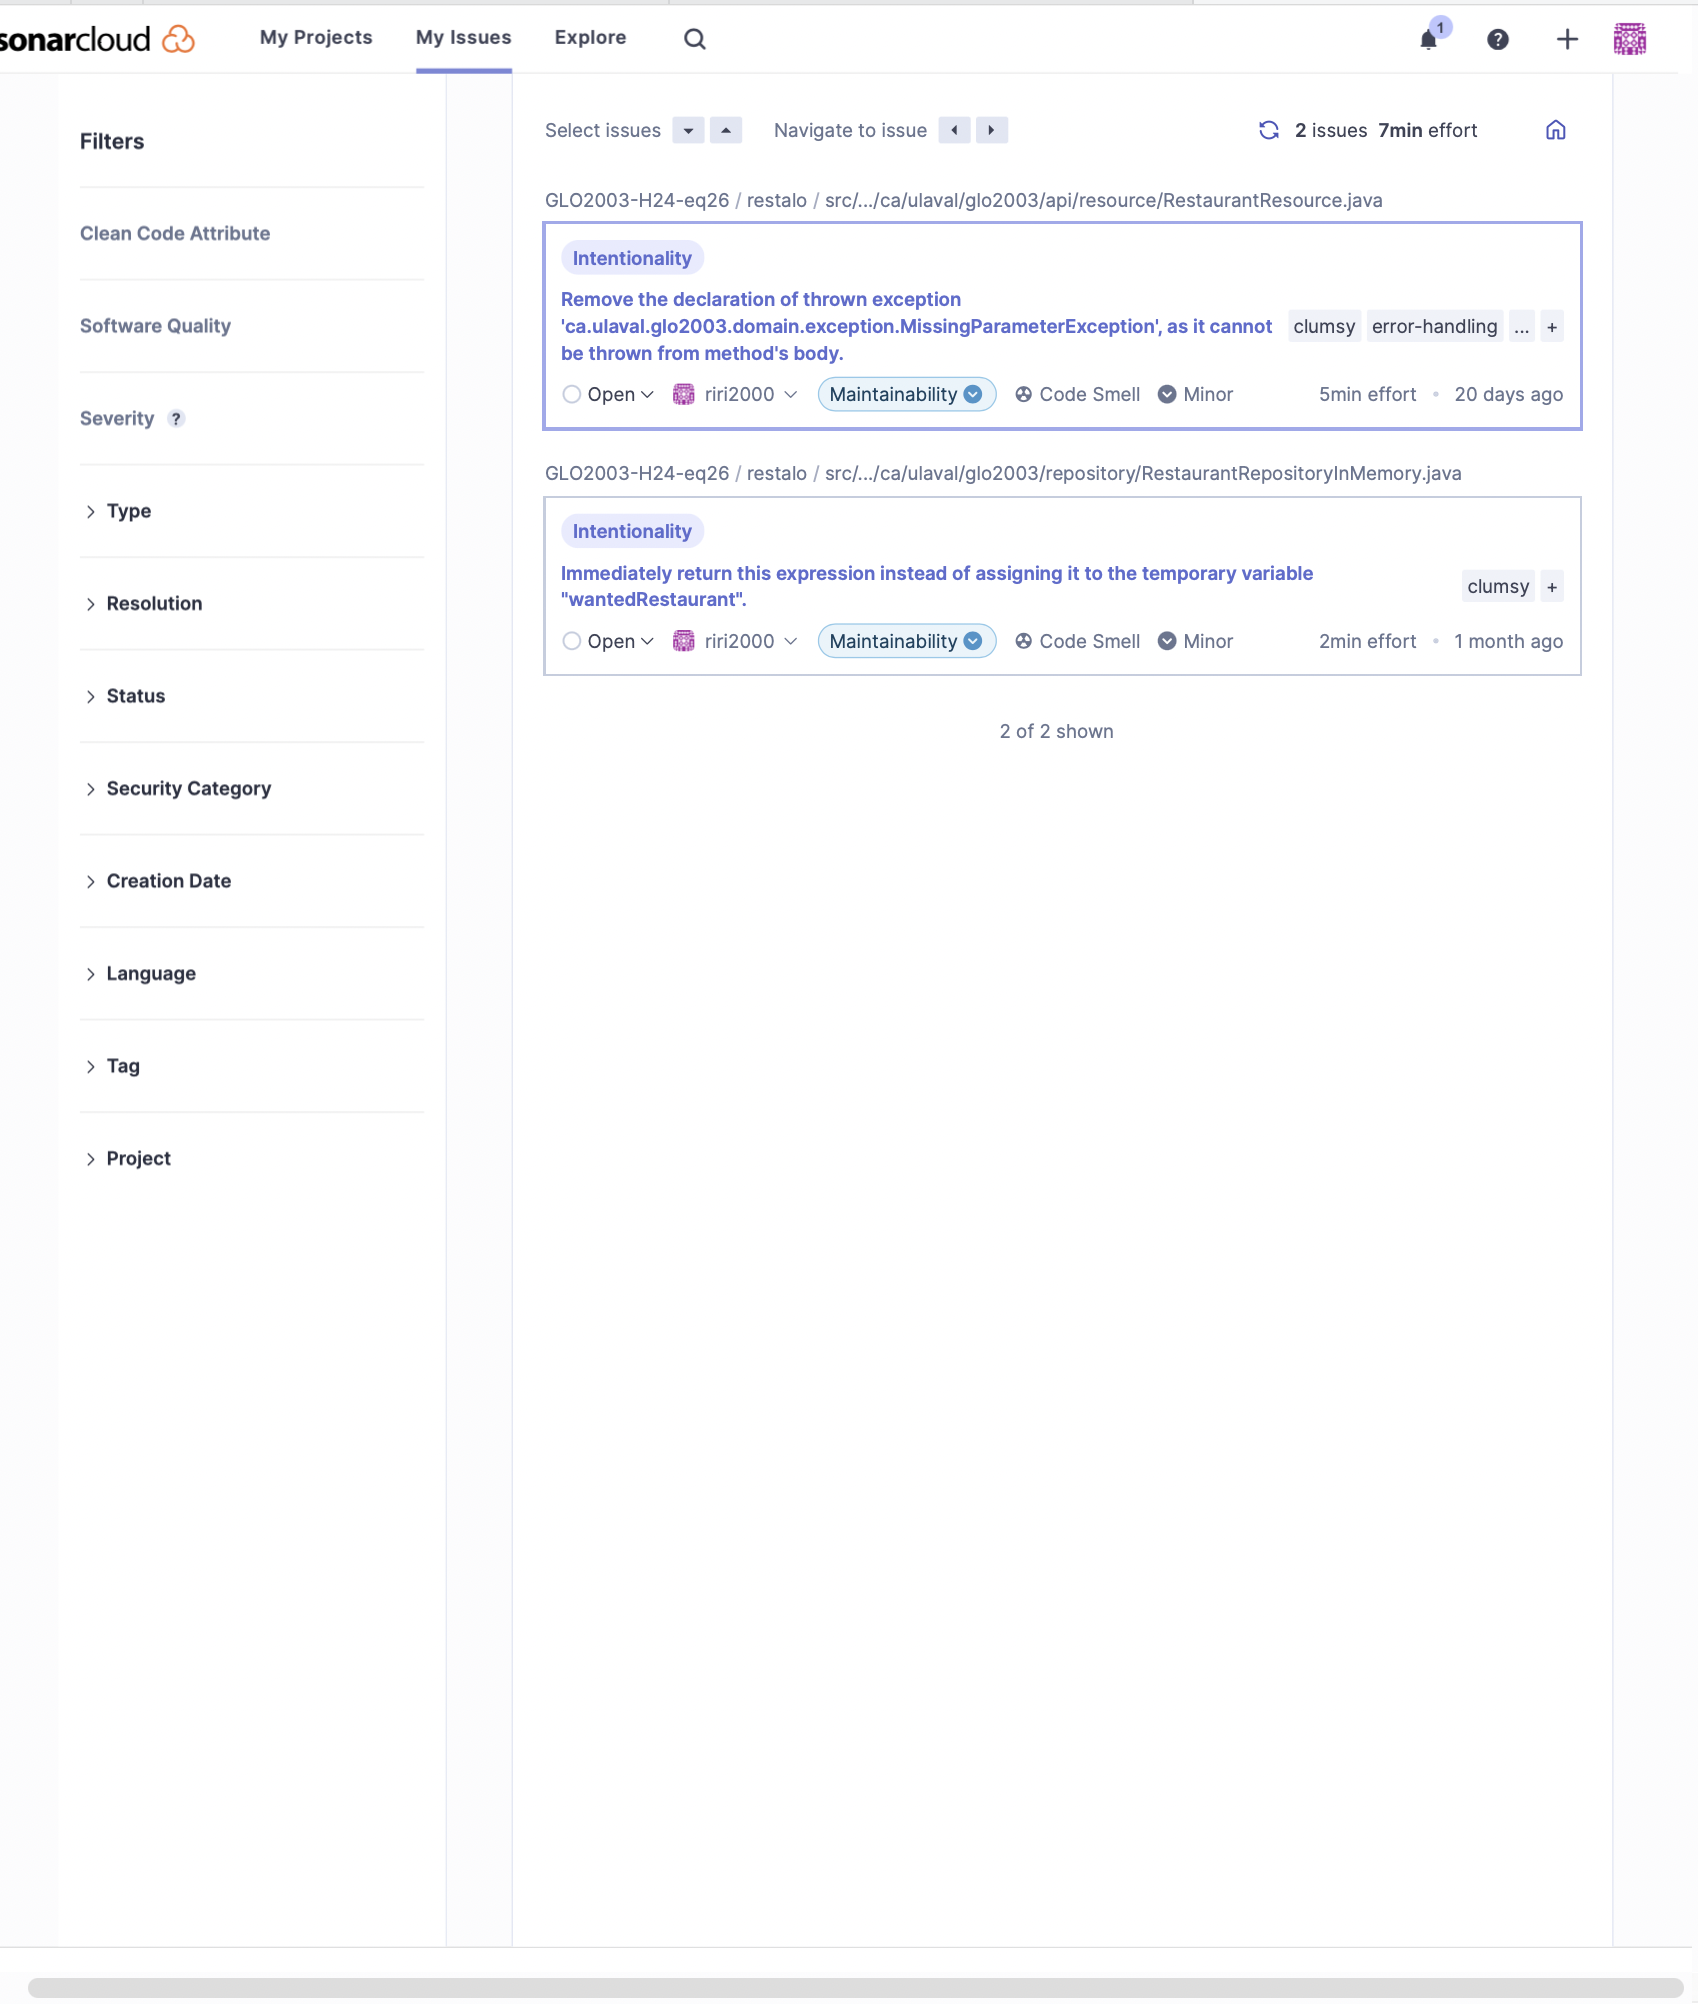 sonarcloud My Projects My Issues Explore 1 ?
Filters
Clean Code Attribute
Software Quality
Severity ?
Type
Resolution
Status
Security Category
Creation Date
Language
Tag
Project
Select issues Navigate to issue 2 issues 7min effort
GLO2003-H24-eq26 / restalo / src/.../ca/ulaval/glo2003/api/resource/RestaurantResource.java
Intentionality
Remove the declaration of thrown exception
'ca.ulaval.glo2003.domain.exception.MissingParameterException', as it cannot
be thrown from method's body.
clumsy error-handling ... +
Open riri2000 Maintainability Code Smell Minor 5min effort • 20 days ago
GLO2003-H24-eq26 / restalo / src/.../ca/ulaval/glo2003/repository/RestaurantRepositoryInMemory.java
Intentionality
Immediately return this expression instead of assigning it to the temporary variable
"wantedRestaurant".
clumsy +
Open riri2000 Maintainability Code Smell Minor 2min effort • 1 month ago
2 of 2 shown